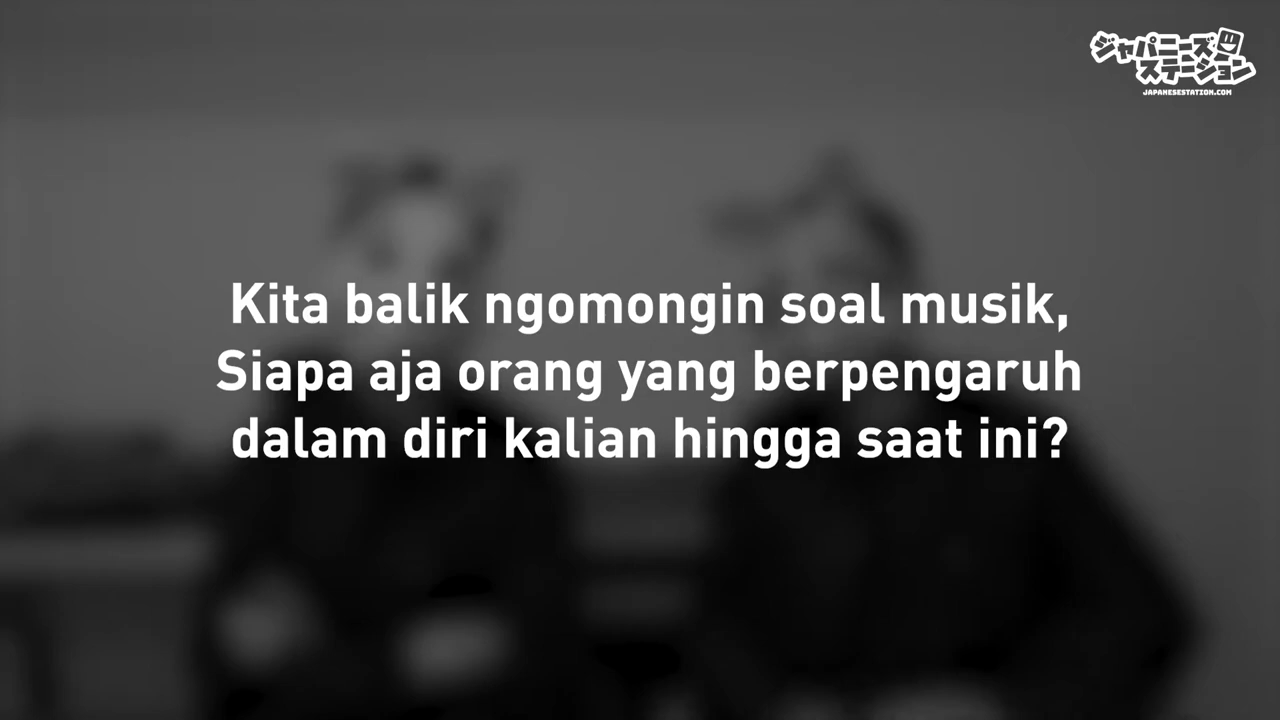 ジャパニーズ
ステーション
JAPANESESTATION.COM
Kita balik ngomongin soal musik,
Siapa aja orang yang berpengaruh
dalam diri kalian hingga saat ini?